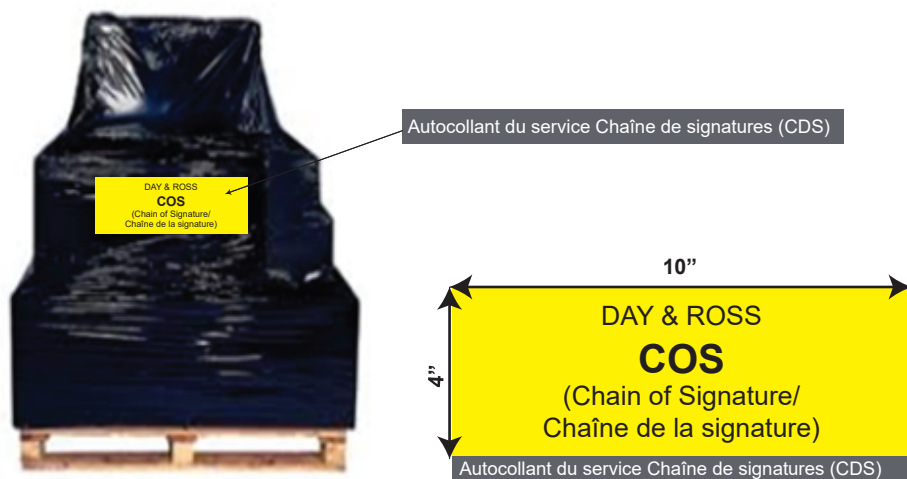 Autocollant du service Chaîne de signatures (CDS)
DAY & ROSS
COS
(Chain of Signature/
Chaîne de la signature)
10”
4”
DAY & ROSS
COS
(Chain of Signature/
Chaîne de la signature)
Autocollant du service Chaîne de signatures (CDS)